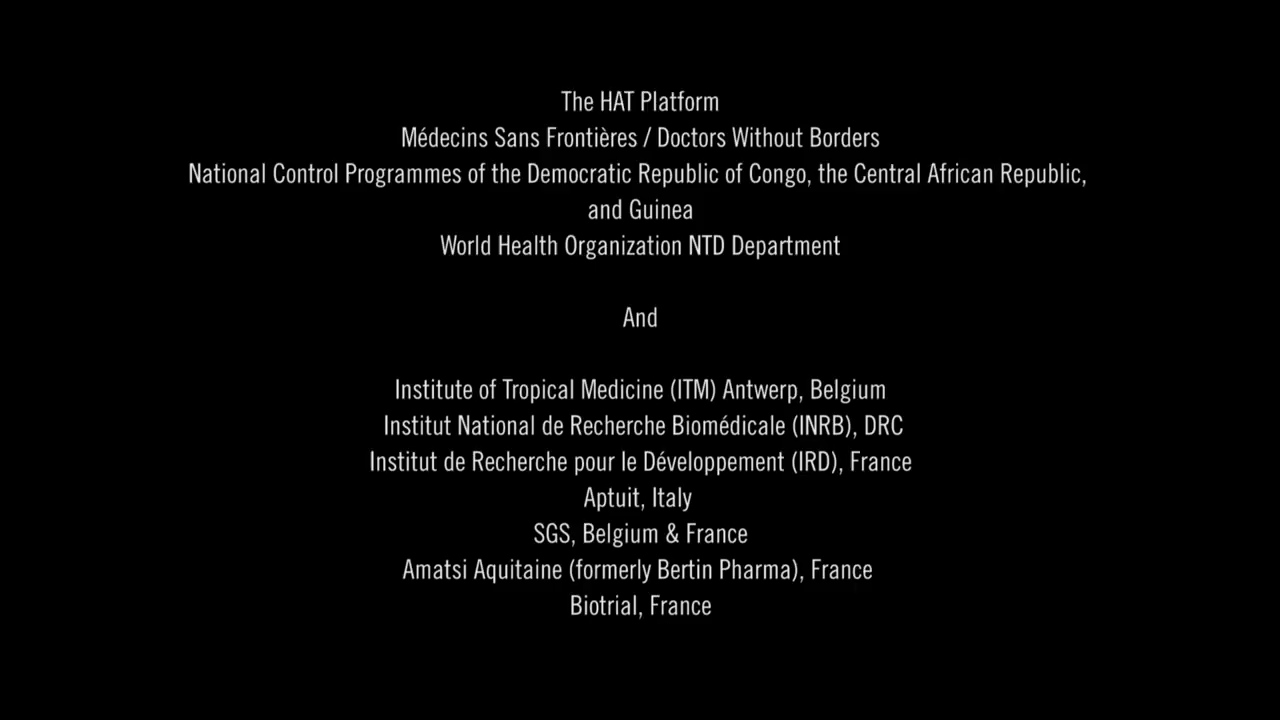 The HAT Platform
Médecins Sans Frontières / Doctors Without Borders
National Control Programmes of the Democratic Republic of Congo, the Central African Republic,
and Guinea
World Health Organization NTD Department
And
Institute of Tropical Medicine (ITM) Antwerp, Belgium
Institut National de Recherche Biomédicale (INRB), DRC
Institut de Recherche pour le Développement (IRD), France
Aptuit, Italy
SGS, Belgium & France
Amatsi Aquitaine (formerly Bertin Pharma), France
Biotrial, France